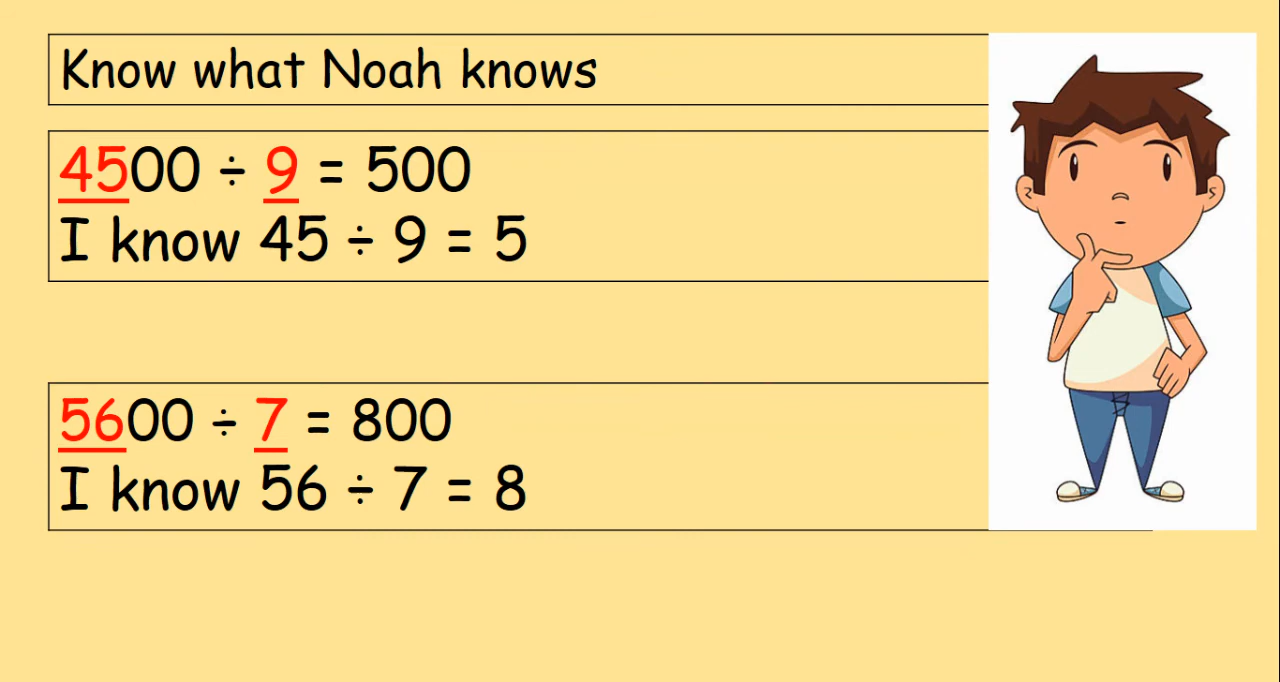 Know what Noah knows
4500 ÷ 9 = 500
I know 45 ÷ 9 = 5
5600 ÷ 7 = 800
I know 56 ÷ 7 = 8